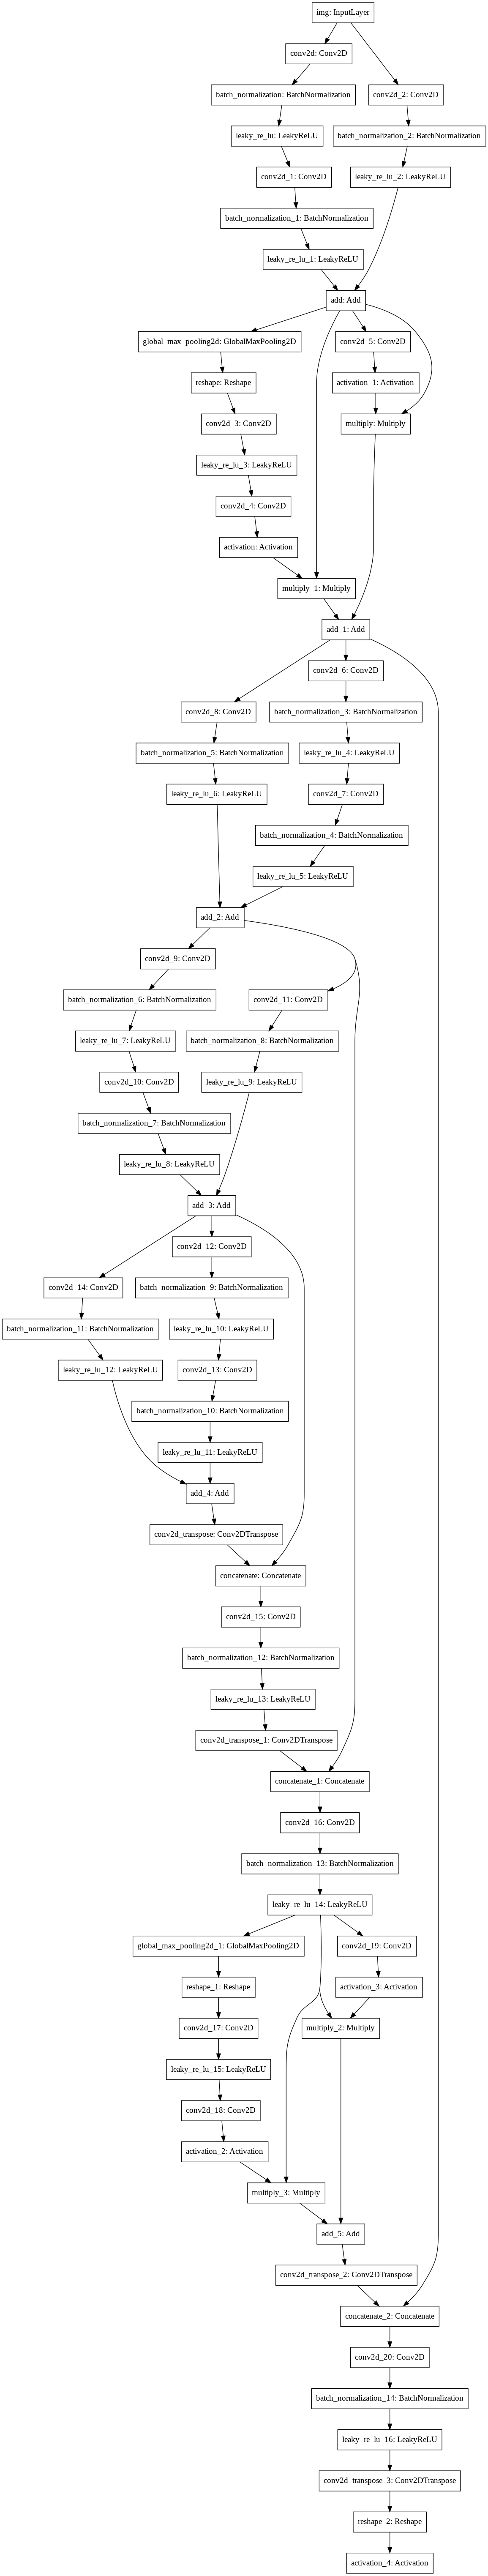 img: InputLayer
conv2d: Conv2D
batch_normalization: BatchNormalization
conv2d_2: Conv2D
leaky_re_lu: LeakyReLU
batch_normalization_2: BatchNormalization
conv2d_1: Conv2D
leaky_re_lu_2: LeakyReLU
batch_normalization_1: BatchNormalization
leaky_re_lu_1: LeakyReLU
add: Add
global_max_pooling2d: GlobalMaxPooling2D
conv2d_5: Conv2D
reshape: Reshape
activation_1: Activation
conv2d_3: Conv2D
multiply: Multiply
leaky_re_lu_3: LeakyReLU
conv2d_4: Conv2D
activation: Activation
multiply_1: Multiply
add_1: Add
conv2d_6: Conv2D
conv2d_8: Conv2D
batch_normalization_3: BatchNormalization
batch_normalization_5: BatchNormalization
leaky_re_lu_4: LeakyReLU
leaky_re_lu_6: LeakyReLU
conv2d_7: Conv2D
batch_normalization_4: BatchNormalization
leaky_re_lu_5: LeakyReLU
add_2: Add
conv2d_9: Conv2D
batch_normalization_6: BatchNormalization
conv2d_11: Conv2D
leaky_re_lu_7: LeakyReLU
batch_normalization_8: BatchNormalization
conv2d_10: Conv2D
leaky_re_lu_9: LeakyReLU
batch_normalization_7: BatchNormalization
leaky_re_lu_8: LeakyReLU
add_3: Add
conv2d_12: Conv2D
conv2d_14: Conv2D
batch_normalization_9: BatchNormalization
batch_normalization_11: BatchNormalization
leaky_re_lu_10: LeakyReLU
leaky_re_lu_12: LeakyReLU
conv2d_13: Conv2D
batch_normalization_10: BatchNormalization
leaky_re_lu_11: LeakyReLU
add_4: Add
conv2d_transpose: Conv2DTranspose
concatenate: Concatenate
conv2d_15: Conv2D
batch_normalization_12: BatchNormalization
leaky_re_lu_13: LeakyReLU
conv2d_transpose_1: Conv2DTranspose
concatenate_1: Concatenate
conv2d_16: Conv2D
batch_normalization_13: BatchNormalization
leaky_re_lu_14: LeakyReLU
global_max_pooling2d_1: GlobalMaxPooling2D
conv2d_19: Conv2D
reshape_1: Reshape
activation_3: Activation
conv2d_17: Conv2D
multiply_2: Multiply
leaky_re_lu_15: LeakyReLU
conv2d_18: Conv2D
activation_2: Activation
multiply_3: Multiply
add_5: Add
conv2d_transpose_2: Conv2DTranspose
concatenate_2: Concatenate
conv2d_20: Conv2D
batch_normalization_14: BatchNormalization
leaky_re_lu_16: LeakyReLU
conv2d_transpose_3: Conv2DTranspose
reshape_2: Reshape
activation_4: Activation